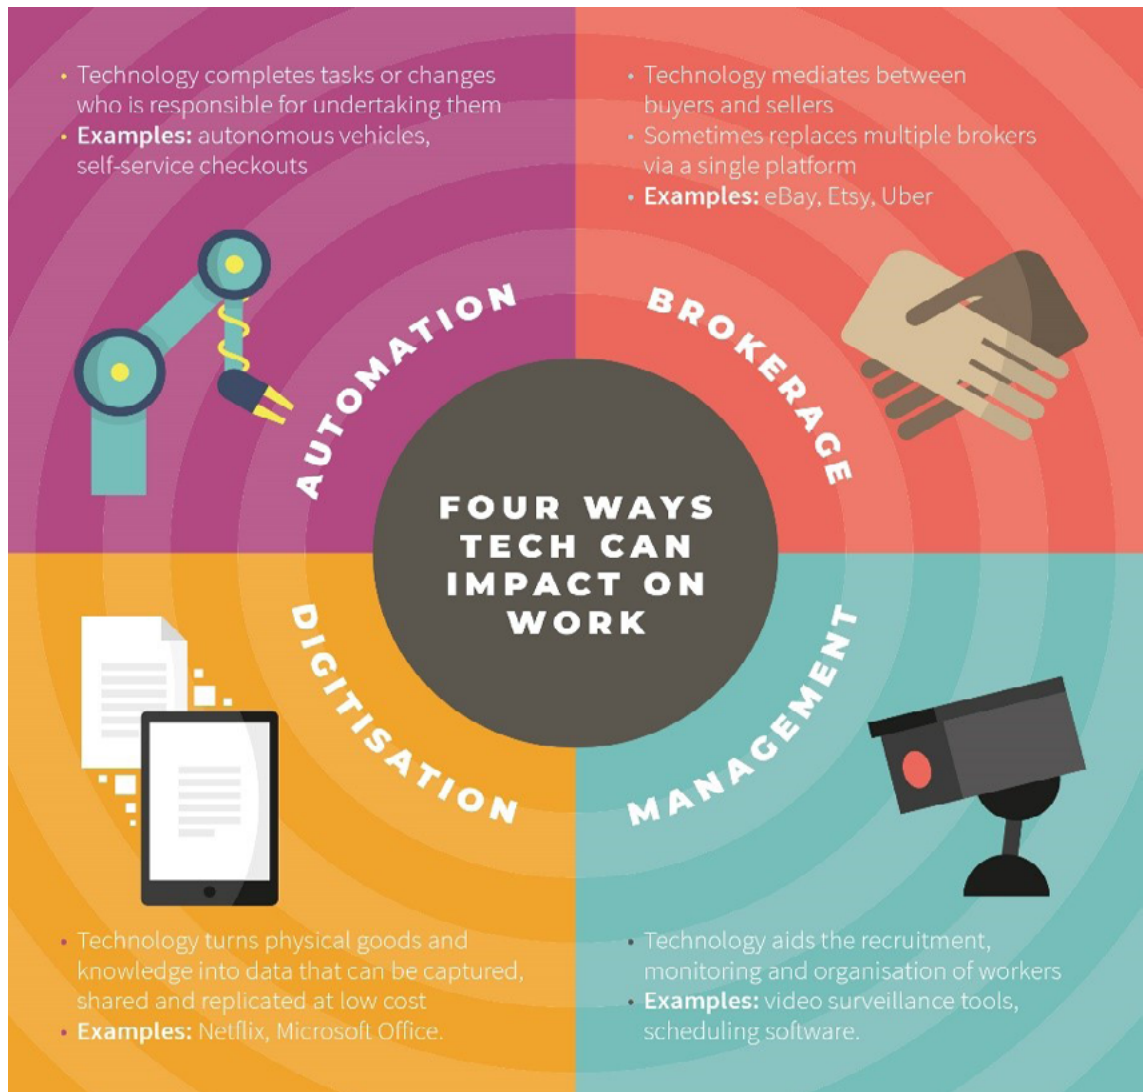 • Technology completes tasks or changes
who is responsible for undertaking them
• Examples: autonomous vehicles,
self-service checkouts
• Technology mediates between
buyers and sellers
• Sometimes replaces multiple brokers
via a single platform
• Examples: eBay, Etsy, Uber
AUTOMATION
BROKERAGE
FOUR WAYS
TECH CAN
IMPACT ON
WORK
DIGITISATION
MANAGEMENT
• Technology turns physical goods and
knowledge into data that can be captured,
shared and replicated at low cost
• Examples: Netflix, Microsoft Office.
• Technology aids the recruitment,
monitoring and organisation of workers
• Examples: video surveillance tools,
scheduling software.